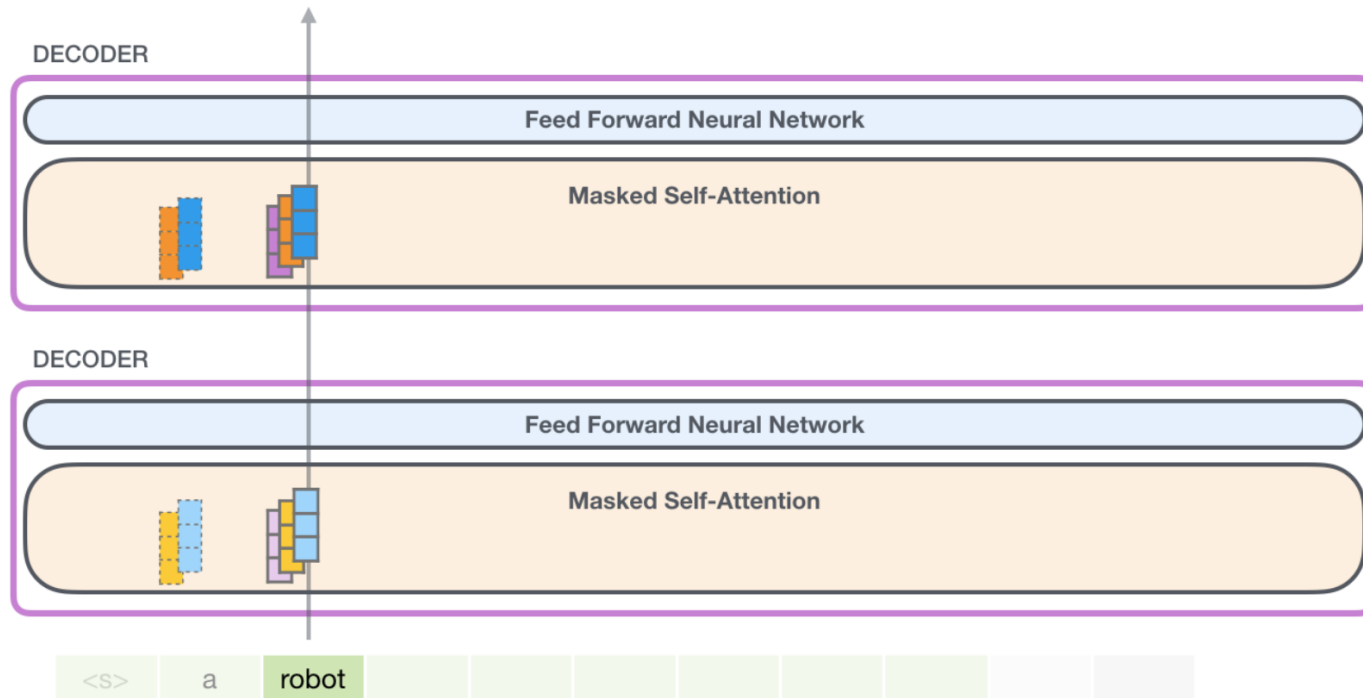 DECODER
Feed Forward Neural Network
Masked Self-Attention
DECODER
Feed Forward Neural Network
Masked Self-Attention
<s> a robot